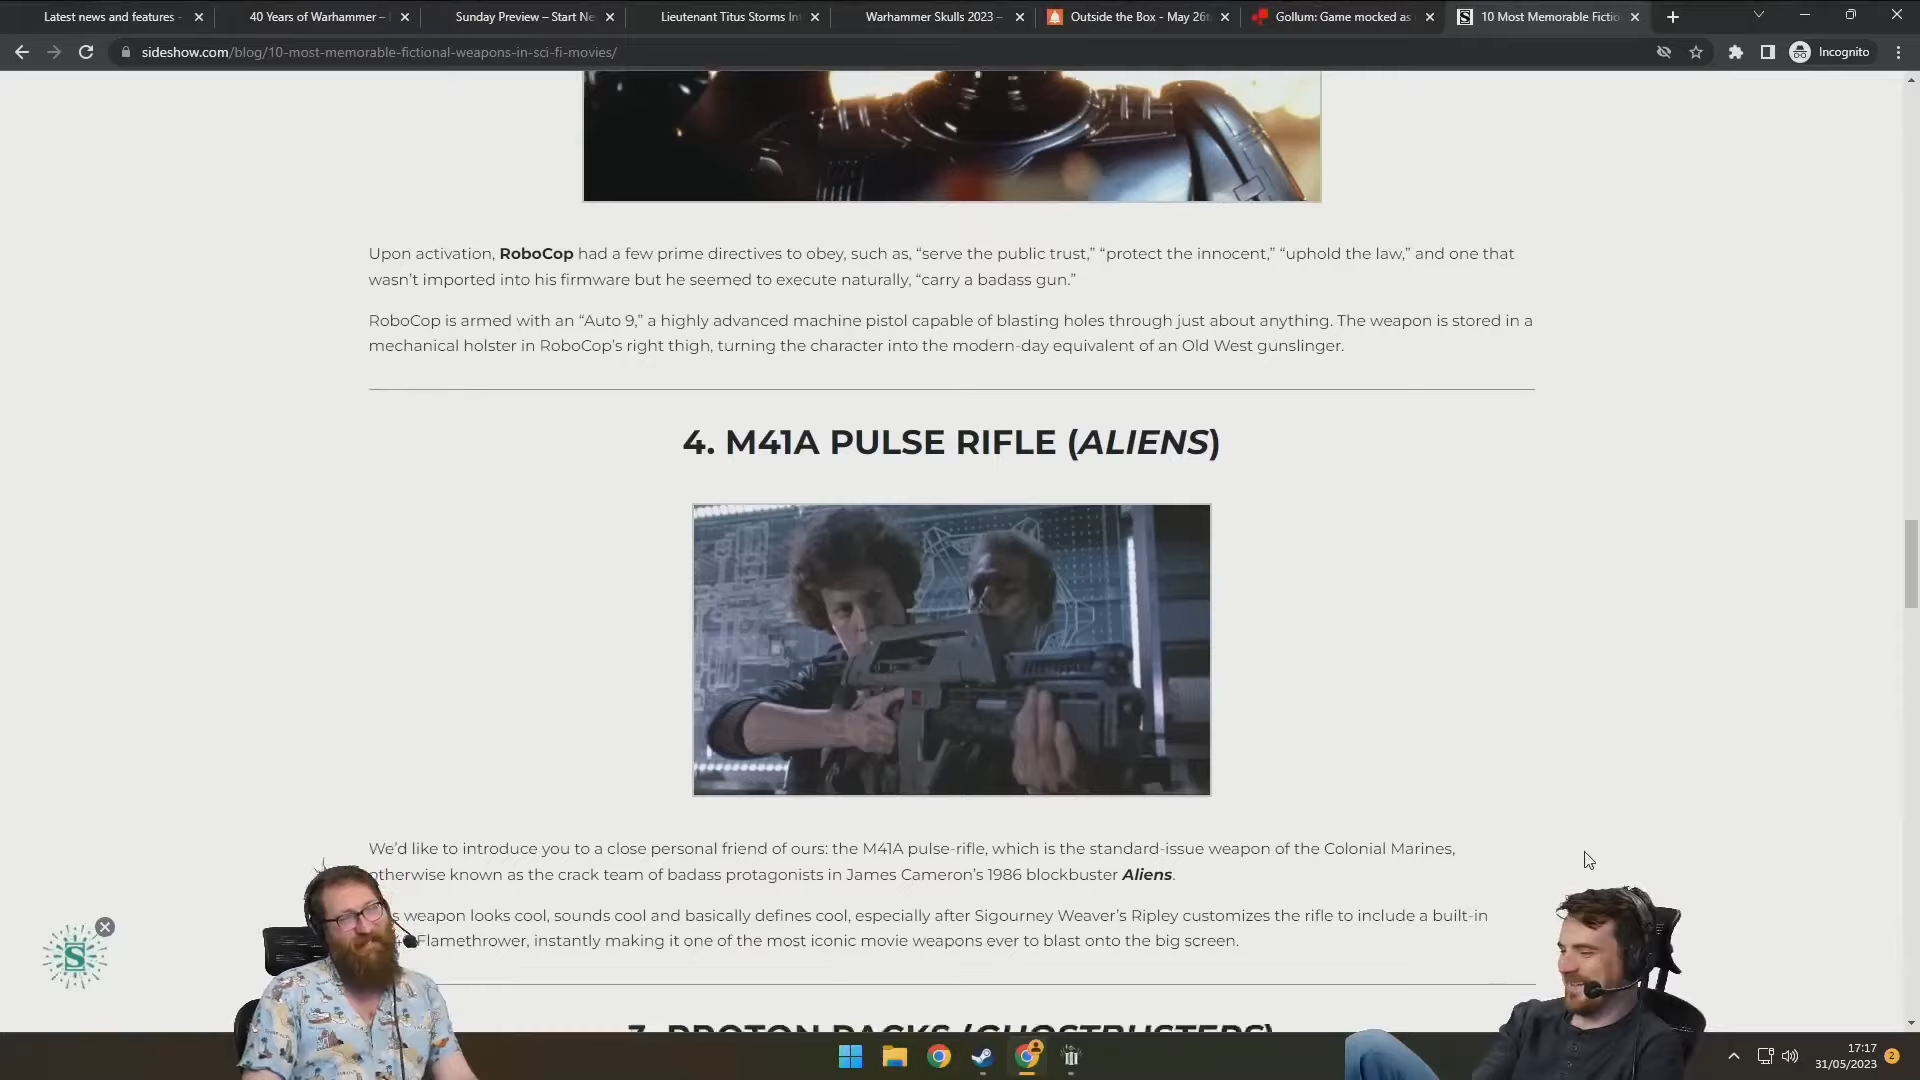 Latest news and features -
40 Years of Warhammer –
Sunday Preview – Start Ne
Lieutenant Titus Storms In
Warhammer Skulls 2023 –
Outside the Box - May 26t
Gollum: Game mocked as
10 Most Memorable Fictio
sideshow.com/blog/10-most-memorable-fictional-weapons-in-sci-fi-movies/
Incognito
Upon activation, RoboCop had a few prime directives to obey, such as, “serve the public trust,” “protect the innocent,” “uphold the law,” and one that
wasn’t imported into his firmware but he seemed to execute naturally, “carry a badass gun.”
RoboCop is armed with an “Auto 9,” a highly advanced machine pistol capable of blasting holes through just about anything. The weapon is stored in a
mechanical holster in RoboCop’s right thigh, turning the character into the modern-day equivalent of an Old West gunslinger.
4. M41A PULSE RIFLE (ALIENS)
We’d like to introduce you to a close personal friend of ours: the M41A pulse-rifle, which is the standard-issue weapon of the Colonial Marines,
otherwise known as the crack team of badass protagonists in James Cameron’s 1986 blockbuster Aliens.
weapon looks cool, sounds cool and basically defines cool, especially after Sigourney Weaver’s Ripley customizes the rifle to include a built-in
Flamethrower, instantly making it one of the most iconic movie weapons ever to blast onto the big screen.
S
3. PROTON PACKS (GHOSTBUSTERS)
17:17
31/05/2023
2